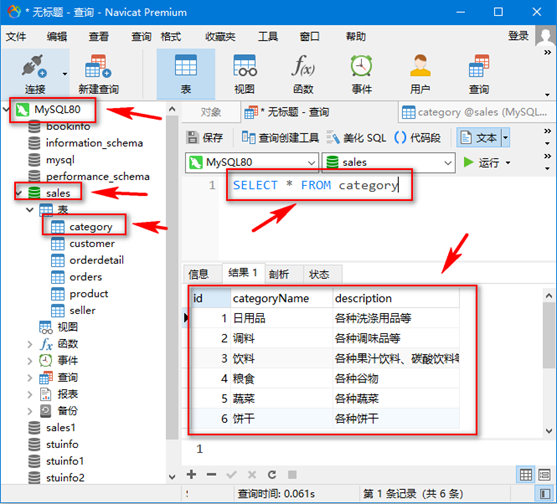 * 无标题 - 查询 - Navicat Premium
文件 编辑 查看 查询 格式 收藏夹 工具 窗口 帮助 登录
连接 新建查询 表 视图 函数 事件 用户 查询
MySQL80
bookinfo
information_schema
mysql
performance_schema
sales
表
category
customer
orderdetail
orders
product
seller
视图
函数
事件
查询
报表
备份
sales1
stuinfo
stuinfo1
stuinfo2
对象 * 无标题 - 查询 category @sales (MySQL...
保存 查询创建工具 美化 SQL () 代码段 文本
MySQL80 sales 运行
1 SELECT * FROM category
信息 结果 1 剖析 状态
id categoryName description
1 日用品 各种洗涤用品等
2 调料 各种调味品等
3 饮料 各种果汁饮料、碳酸饮料等
4 粮食 各种谷物
5 蔬菜 各种蔬菜
6 饼干 各种饼干
1
查询时间: 0.061s 第 1 条记录 (共 6 条)